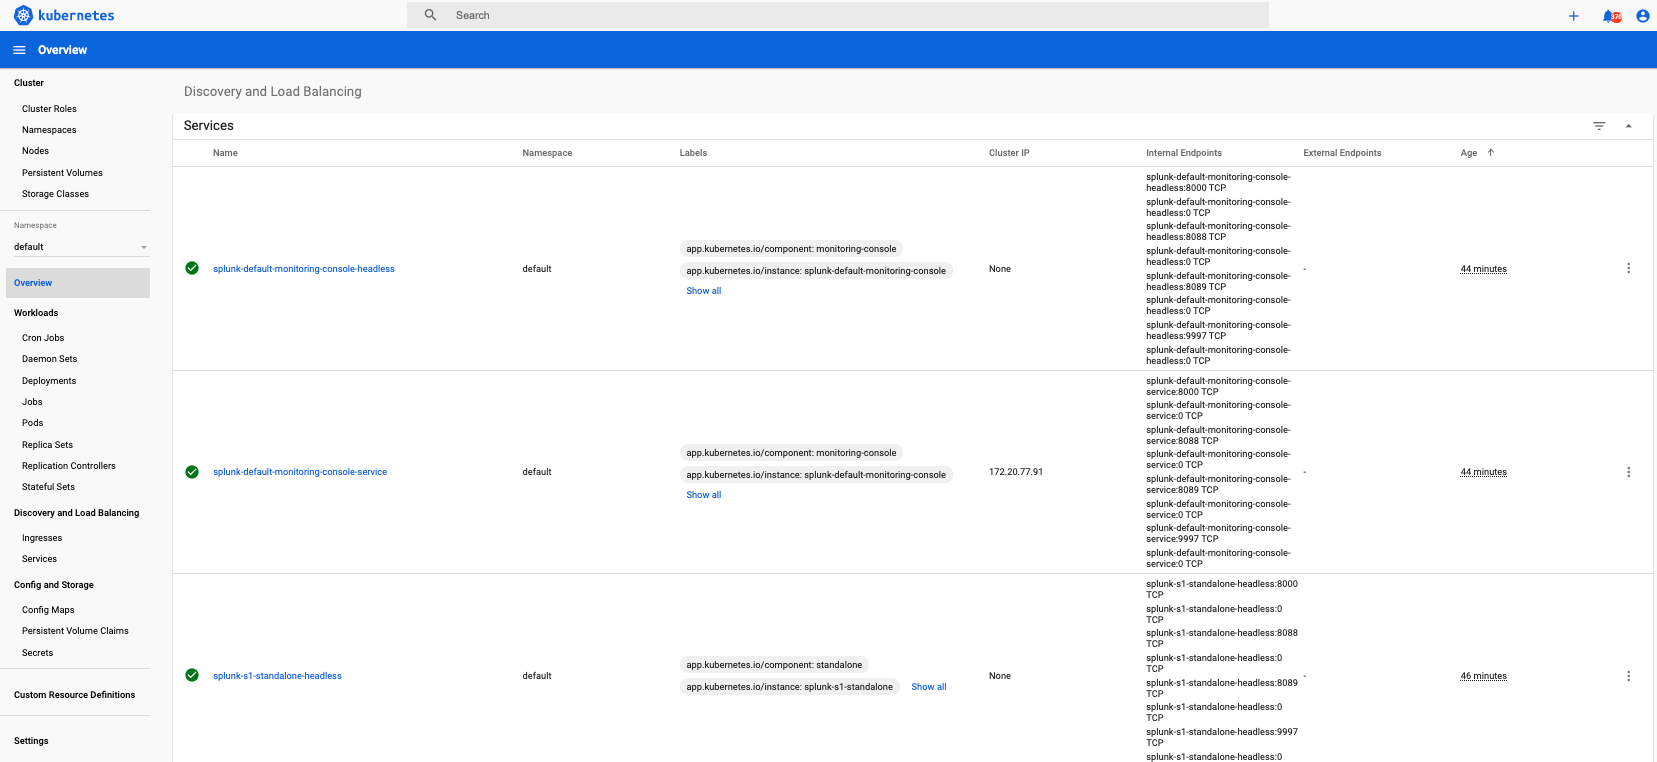 kubernetes
Search
370
Overview
Cluster
Cluster Roles
Namespaces
Nodes
Persistent Volumes
Storage Classes
Namespace
default
Overview
Workloads
Cron Jobs
Daemon Sets
Deployments
Jobs
Pods
Replica Sets
Replication Controllers
Stateful Sets
Discovery and Load Balancing
Ingresses
Services
Config and Storage
Config Maps
Persistent Volume Claims
Secrets
Custom Resource Definitions
Settings
Discovery and Load Balancing
Services
Name Namespace Labels Cluster IP Internal Endpoints External Endpoints Age
splunk-default-monitoring-console-headless
default
app.kubernetes.io/component: monitoring-console
app.kubernetes.io/instance: splunk-default-monitoring-console
Show all
None
splunk-default-monitoring-console-
headless:8000 TCP
splunk-default-monitoring-console-
headless:0 TCP
splunk-default-monitoring-console-
headless:8088 TCP
splunk-default-monitoring-console-
headless:0 TCP
splunk-default-monitoring-console-
headless:8089 TCP
splunk-default-monitoring-console-
headless:0 TCP
splunk-default-monitoring-console-
headless:9997 TCP
splunk-default-monitoring-console-
headless:0 TCP
-
44 minutes
splunk-default-monitoring-console-service
default
app.kubernetes.io/component: monitoring-console
app.kubernetes.io/instance: splunk-default-monitoring-console
Show all
172.20.77.91
splunk-default-monitoring-console-
service:8000 TCP
splunk-default-monitoring-console-
service:0 TCP
splunk-default-monitoring-console-
service:8088 TCP
splunk-default-monitoring-console-
service:0 TCP
splunk-default-monitoring-console-
service:8089 TCP
splunk-default-monitoring-console-
service:0 TCP
splunk-default-monitoring-console-
service:9997 TCP
splunk-default-monitoring-console-
service:0 TCP
-
44 minutes
splunk-s1-standalone-headless
default
app.kubernetes.io/component: standalone
app.kubernetes.io/instance: splunk-s1-standalone Show all
None
splunk-s1-standalone-headless:8000
TCP
splunk-s1-standalone-headless:0
TCP
splunk-s1-standalone-headless:8088
TCP
splunk-s1-standalone-headless:0
TCP
splunk-s1-standalone-headless:8089
TCP
splunk-s1-standalone-headless:0
TCP
splunk-s1-standalone-headless:9997
TCP
splunk-s1-standalone-headless:0
-
46 minutes